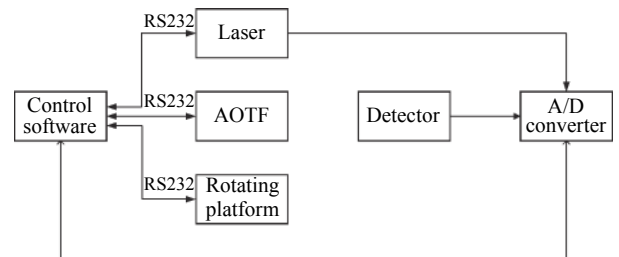 RS232
Laser
RS232
Control
software
AOTF
Detector
A/D
converter
RS232
Rotating
platform